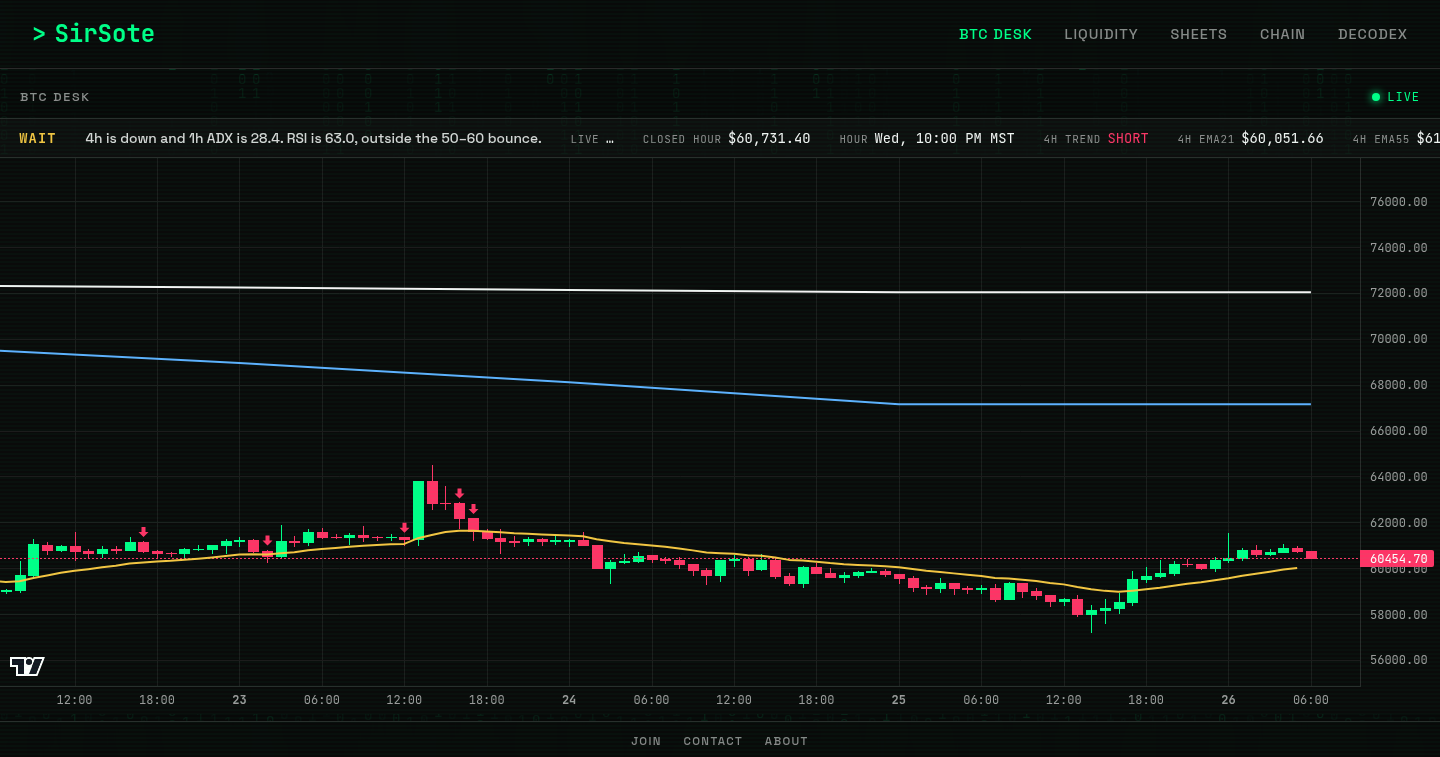 > SirSote
BTC DESK LIQUIDITY SHEETS CHAIN DECODEX
BTC DESK
LIVE
WAIT 4h is down and 1h ADX is 28.4. RSI is 63.0, outside the 50–60 bounce. LIVE … CLOSED HOUR $60,731.40 HOUR Wed, 10:00 PM MST 4H TREND SHORT 4H EMA21 $60,051.66 4H EMA55 $61
76000.00
74000.00
72000.00
70000.00
68000.00
66000.00
64000.00
62000.00
60454.70
60000.00
58000.00
56000.00
12:00 18:00 23 06:00 12:00 18:00 24 06:00 12:00 18:00 25 06:00 12:00 18:00 26 06:00
JOIN CONTACT ABOUT